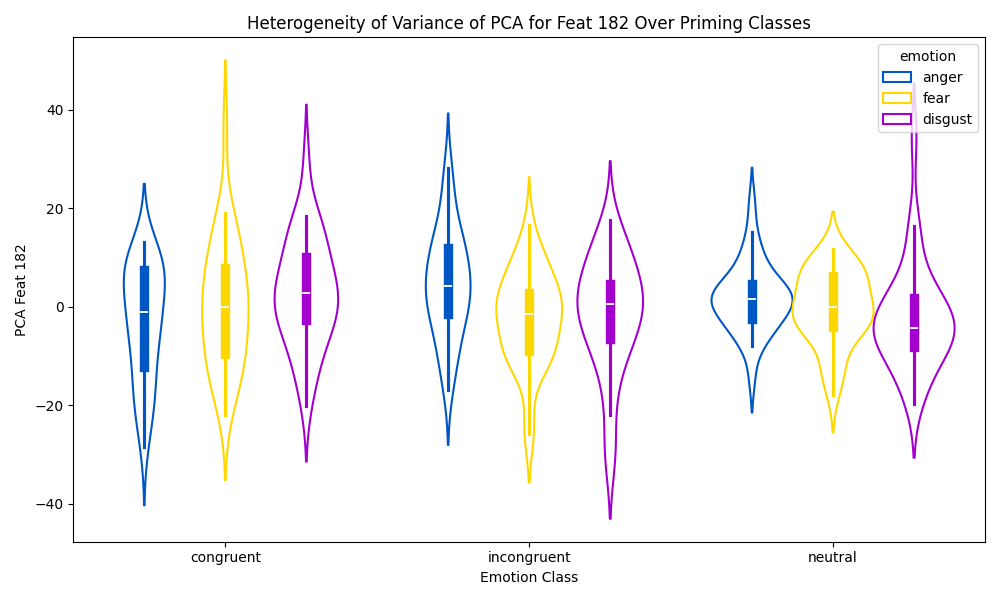 Heterogeneity of Variance of PCA for Feat 182 Over Priming Classes
emotion
anger
fear
disgust
PCA Feat 182
40
20
0
−20
−40
congruent
incongruent
neutral
Emotion Class